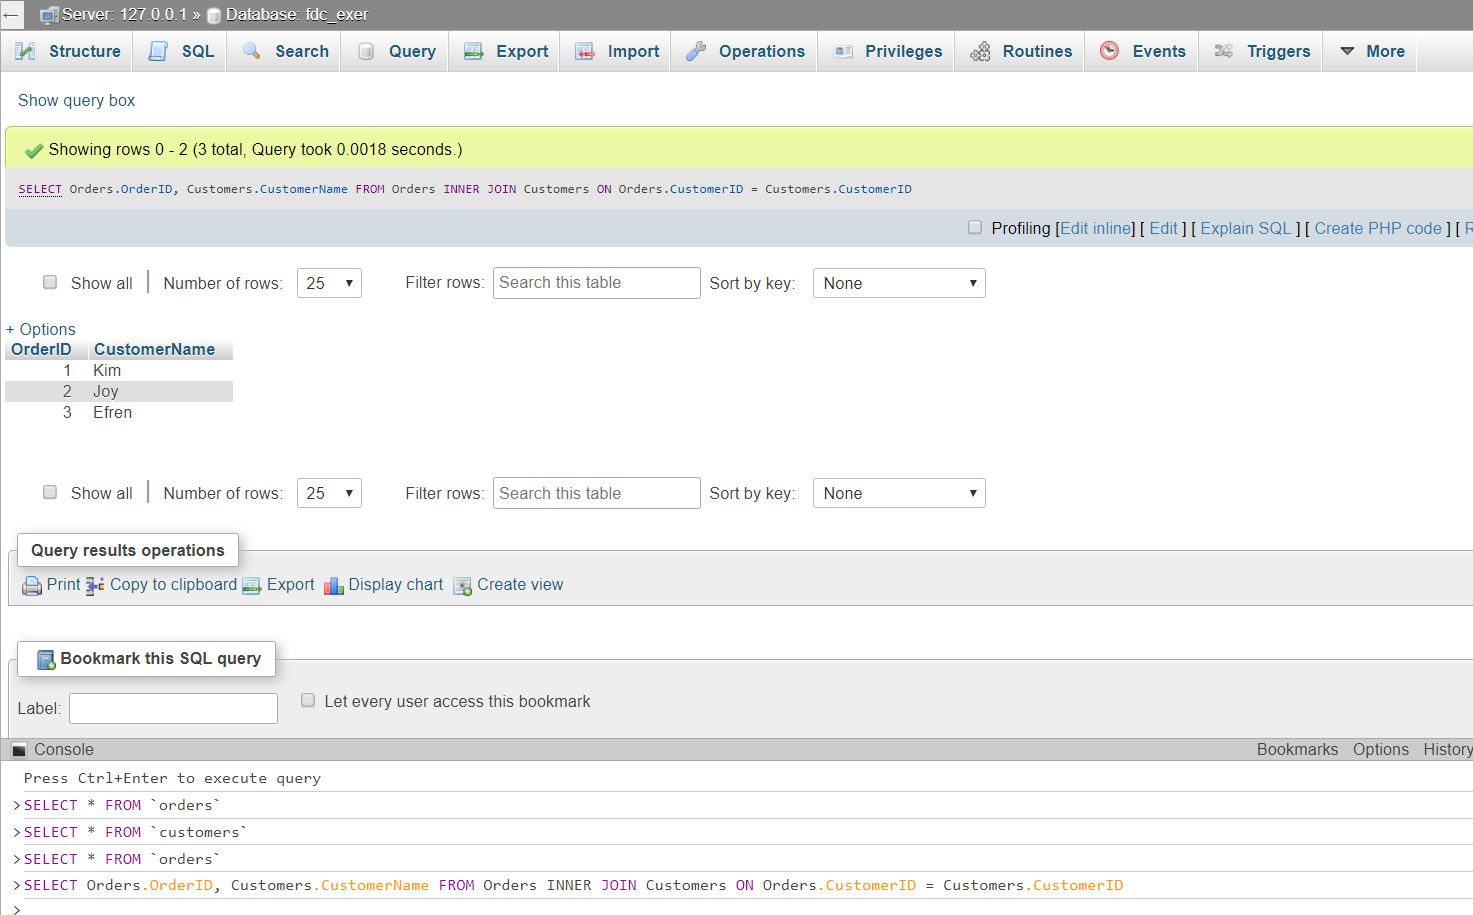 ← Server: 127.0.0.1 » Database: fdc_exer
Structure SQL Search Query Export Import Operations Privileges Routines Events Triggers More
Show query box
Showing rows 0 - 2 (3 total, Query took 0.0018 seconds.)
SELECT Orders.OrderID, Customers.CustomerName FROM Orders INNER JOIN Customers ON Orders.CustomerID = Customers.CustomerID
Profiling [Edit inline] [ Edit ] [ Explain SQL ] [ Create PHP code ] [ R
Show all Number of rows: 25 Filter rows: Search this table Sort by key: None
+ Options
OrderID CustomerName
1 Kim
2 Joy
3 Efren
Show all Number of rows: 25 Filter rows: Search this table Sort by key: None
Query results operations
Print Copy to clipboard Export Display chart Create view
Bookmark this SQL query
Label: Let every user access this bookmark
Console Bookmarks Options History
Press Ctrl+Enter to execute query
>SELECT * FROM `orders`
>SELECT * FROM `customers`
>SELECT * FROM `orders`
>SELECT Orders.OrderID, Customers.CustomerName FROM Orders INNER JOIN Customers ON Orders.CustomerID = Customers.CustomerID
>